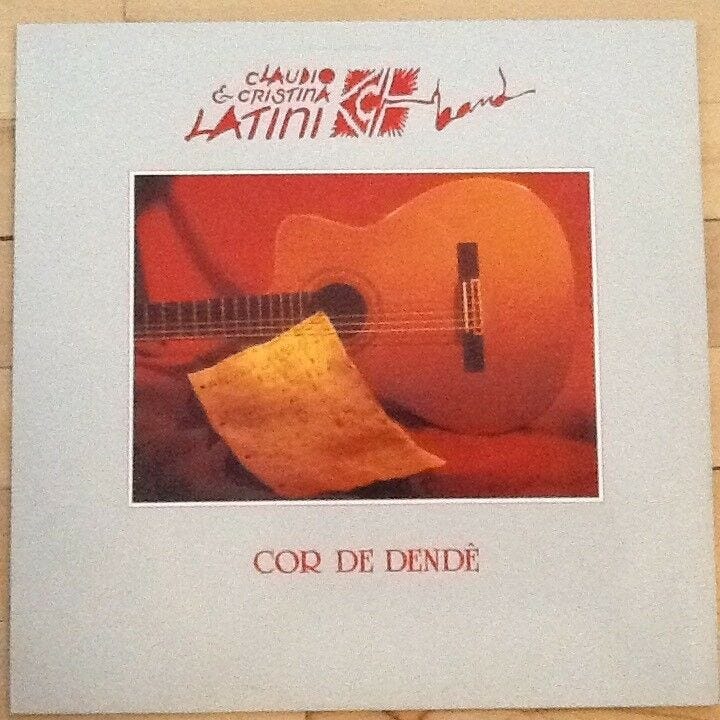 CLAUDIO
& CRISTINA
LATINI band
COR DE DENDÊ